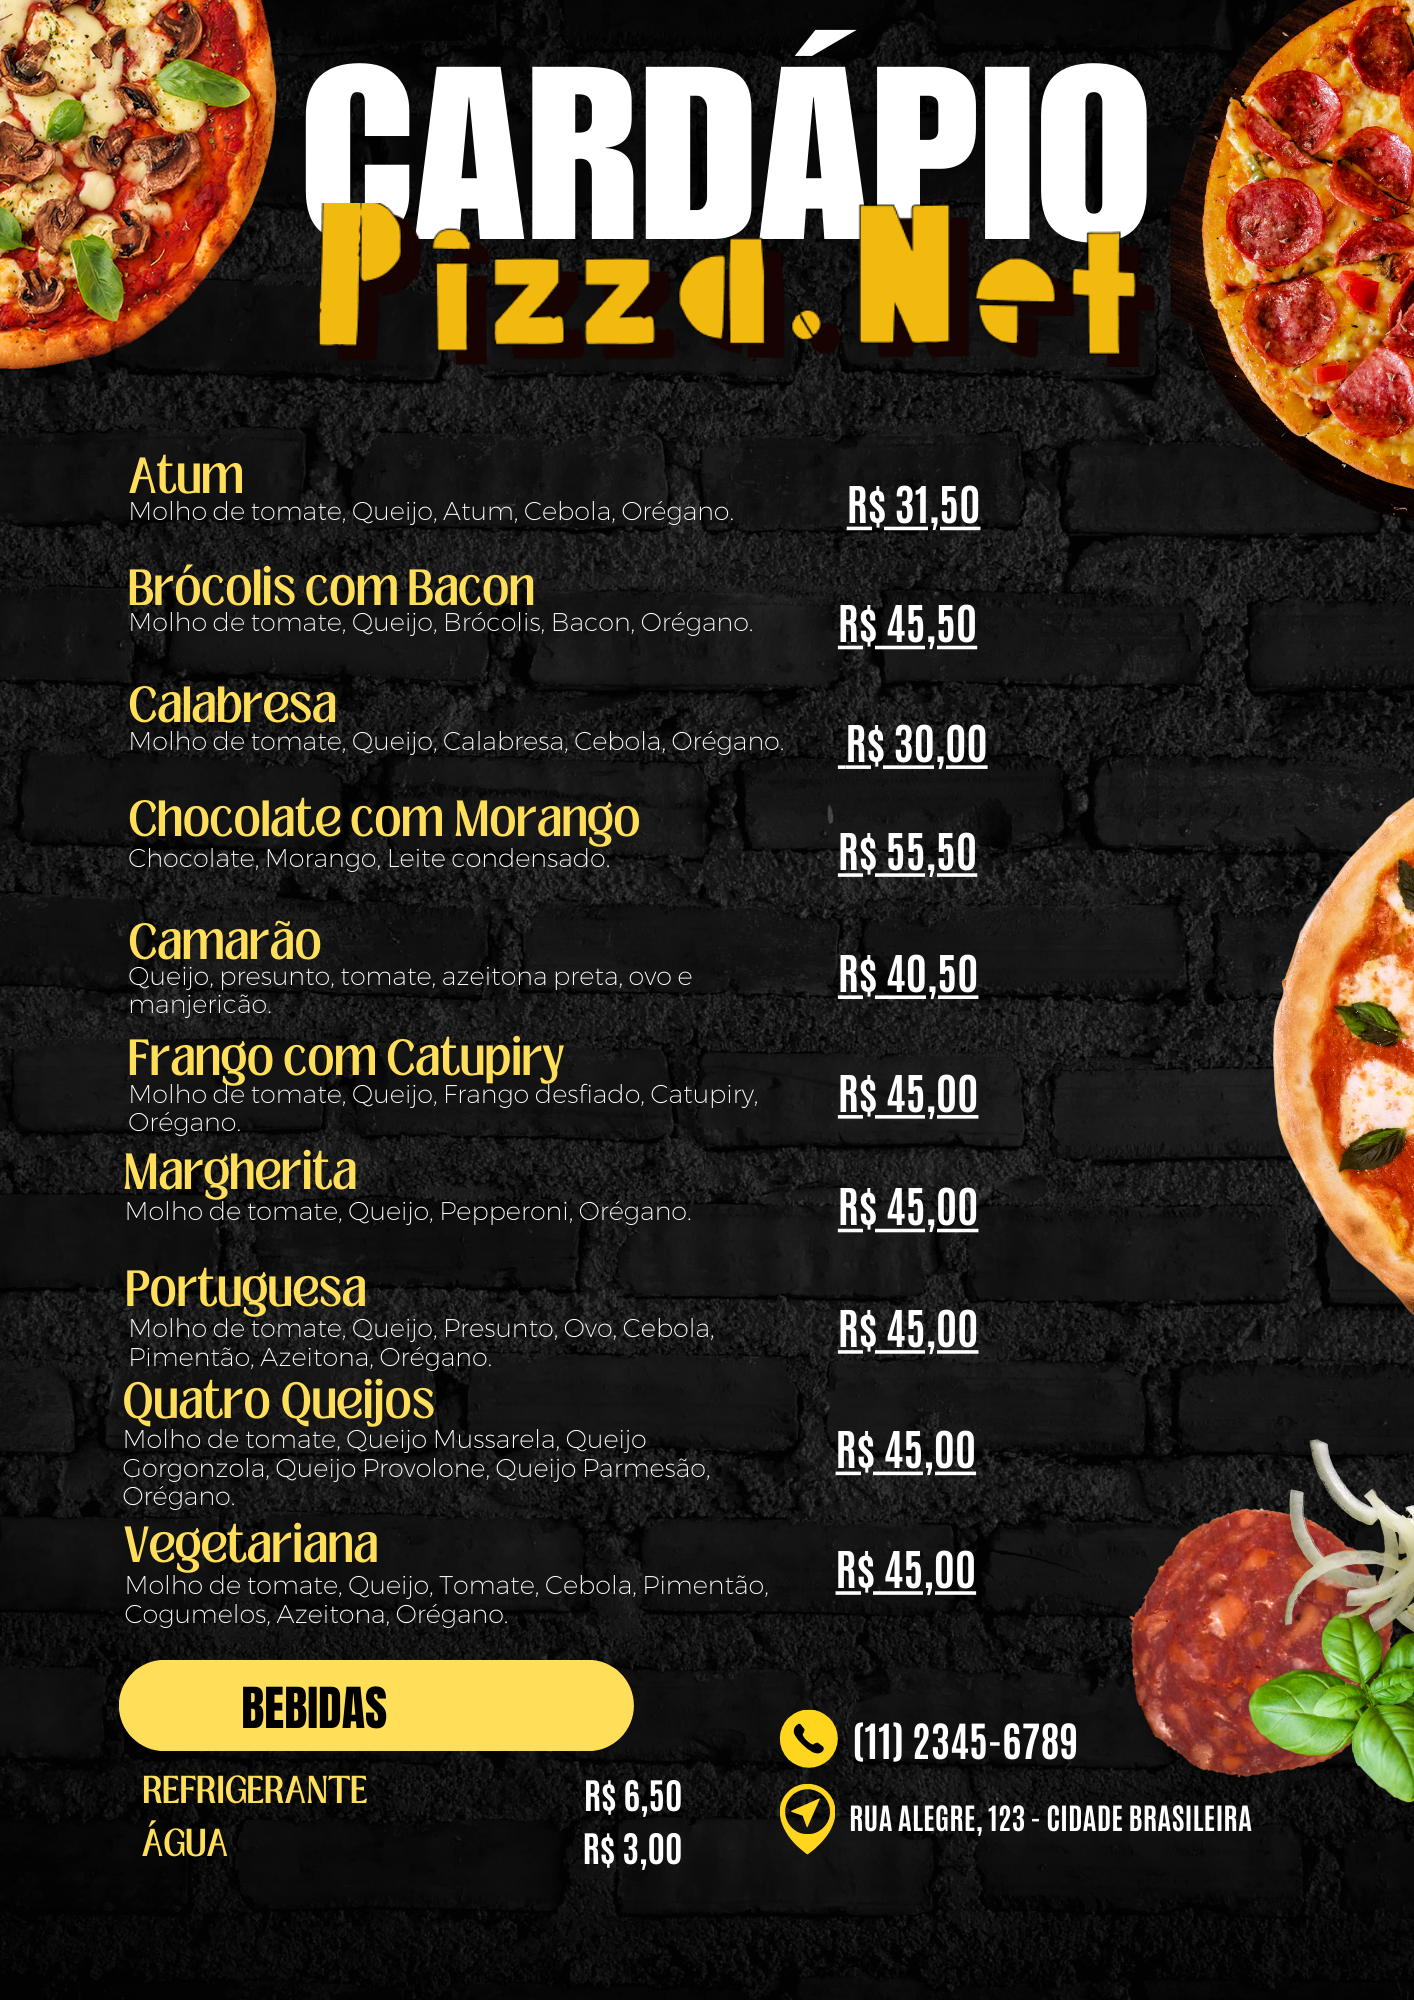 CARDÁPIO
Pizza.Net
Atum
Molho de tomate, Queijo, Atum, Cebola, Orégano.
R$ 31,50
Brócolis com Bacon
Molho de tomate, Queijo, Brócolis, Bacon, Orégano.
R$ 45,50
Calabresa
Molho de tomate, Queijo, Calabresa, Cebola, Orégano.
R$ 30,00
Chocolate com Morango
Chocolate, Morango, Leite condensado.
R$ 55,50
Camarão
Queijo, presunto, tomate, azeitona preta, ovo e
manjericão.
R$ 40,50
Frango com Catupiry
Molho de tomate, Queijo, Frango desfiado, Catupiry,
Orégano.
R$ 45,00
Margherita
Molho de tomate, Queijo, Pepperoni, Orégano.
R$ 45,00
Portuguesa
Molho de tomate, Queijo, Presunto, Ovo, Cebola,
Pimentão, Azeitona, Orégano.
R$ 45,00
Quatro Queijos
Molho de tomate, Queijo Mussarela, Queijo
Gorgonzola, Queijo Provolone, Queijo Parmesão,
Orégano.
R$ 45,00
Vegetariana
Molho de tomate, Queijo, Tomate, Cebola, Pimentão,
Cogumelos, Azeitona, Orégano.
R$ 45,00
BEBIDAS
REFRIGERANTE R$ 6,50
ÁGUA R$ 3,00
(11) 2345-6789
RUA ALEGRE, 123 - CIDADE BRASILEIRA